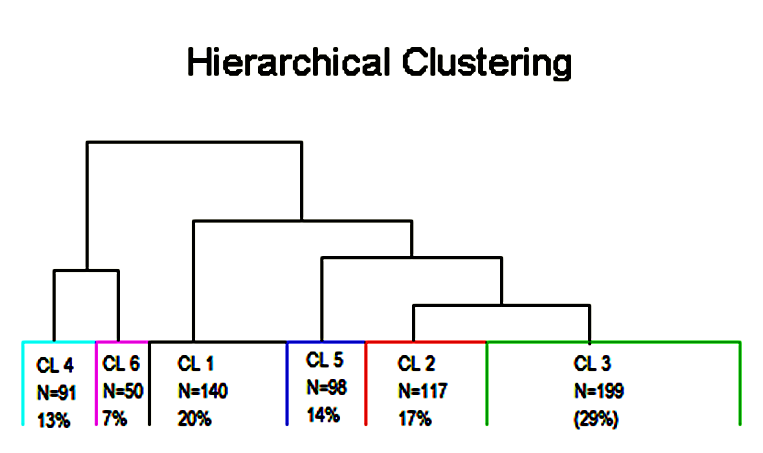 Hierarchical Clustering
CL 4
N=91
13%
CL 6
N=50
7%
CL 1
N=140
20%
CL 5
N=98
14%
CL 2
N=117
17%
CL 3
N=199
(29%)